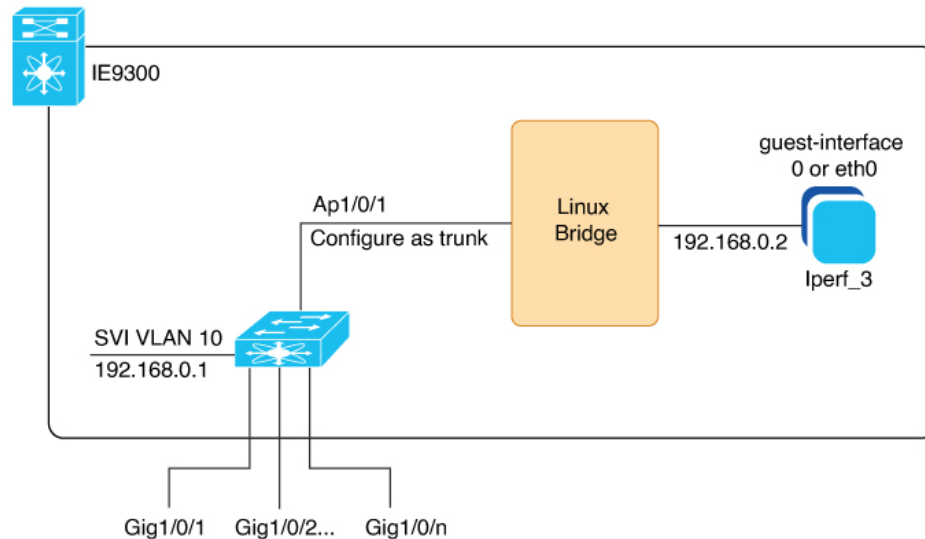 IE9300
guest-interface
0 or eth0
Ap1/0/1
Configure as trunk
Linux
Bridge
192.168.0.2
Iperf_3
SVI VLAN 10
192.168.0.1
Gig1/0/1
Gig1/0/2...
Gig1/0/n